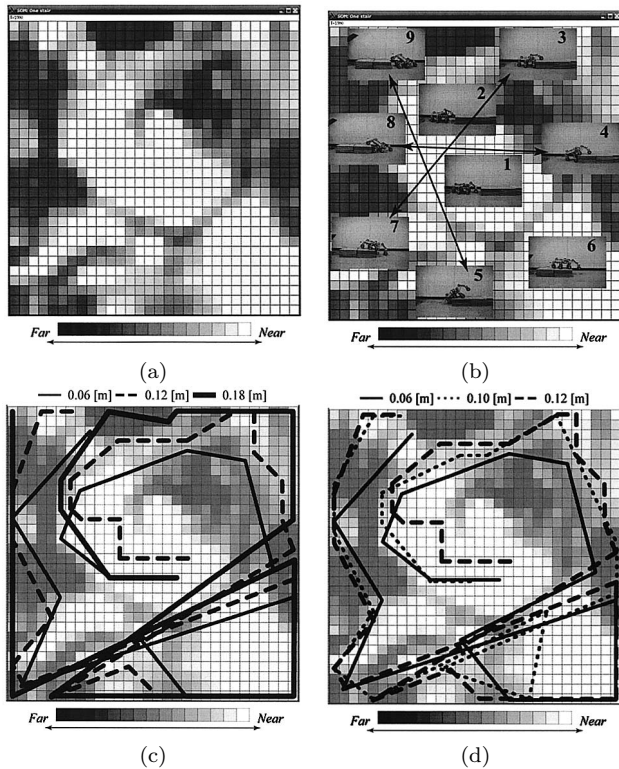 SOM: One stair
SOM: One stair
9
3
2
8
4
1
7
6
5
Far Near
Far Near
(a)
(b)
0.06 [m] 0.12 [m] 0.18 [m]
0.06 [m] 0.10 [m] 0.12 [m]
Far Near
Far Near
(c)
(d)